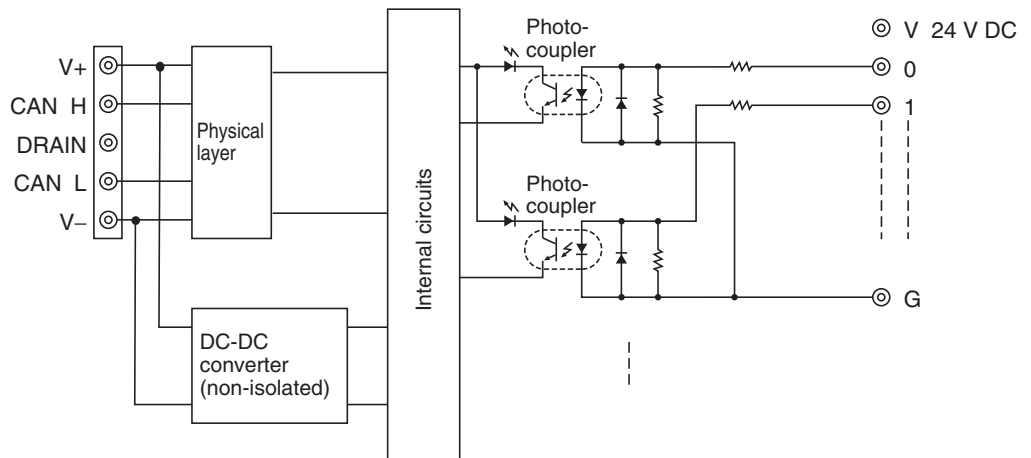 V+
CAN H
DRAIN
CAN L
V–
Physical
layer
DC-DC
converter
(non-isolated)
Internal circuits
Photo-
coupler
Photo-
coupler
V 24 V DC
0
1
G